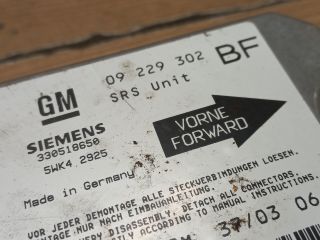 GM
09 229 302 BF
SRS Unit
SIEMENS
330518650
5WK4 2925
VORNE
FORWARD
Made in Germany
VOR JEDER DEMONTAGE ALLE STECKVERBINDUNGEN LOESEN.
MONTAGE NUR NACH EINBAUANLEITUNG.
EVERY DISASSEMBLY, DETACH ALL CONNECTORS.
ACCORDING TO MANUAL INSTRUCTIONS.
37/03 06